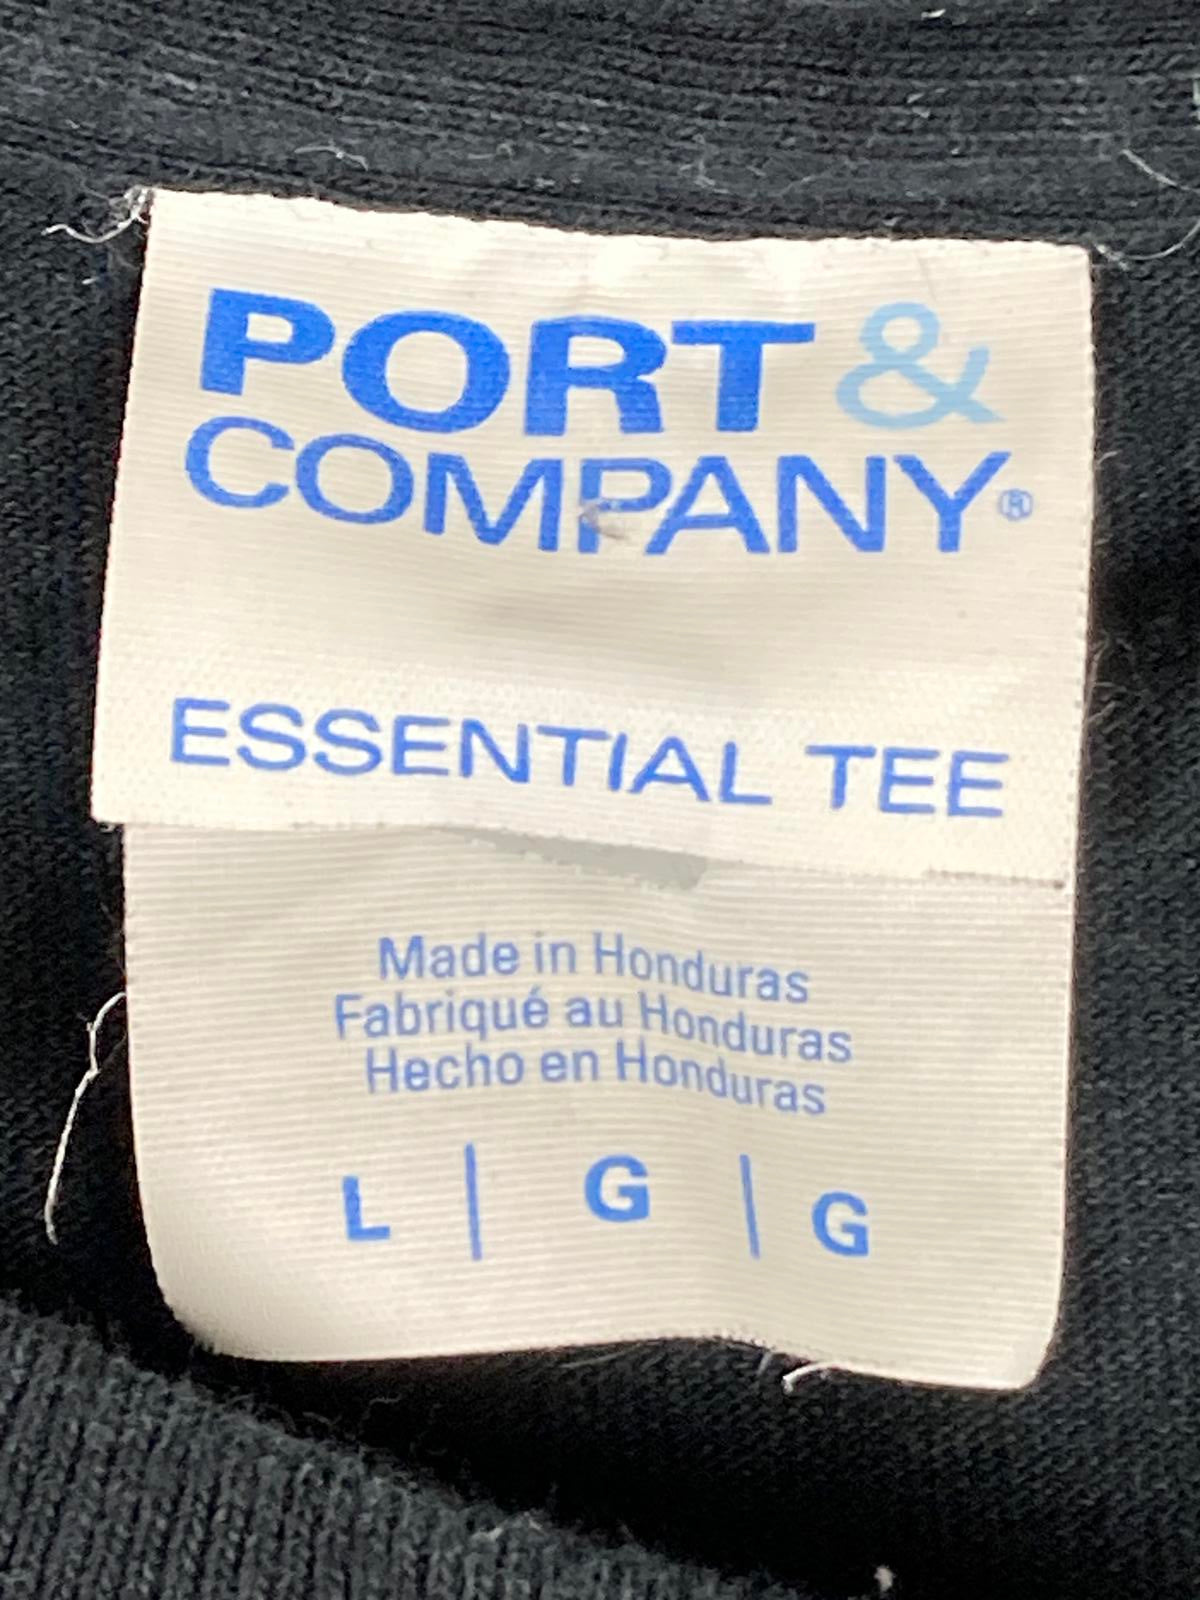 PORT &
COMPANY®
ESSENTIAL TEE
Made in Honduras
Fabriqué au Honduras
Hecho en Honduras
L | G | G